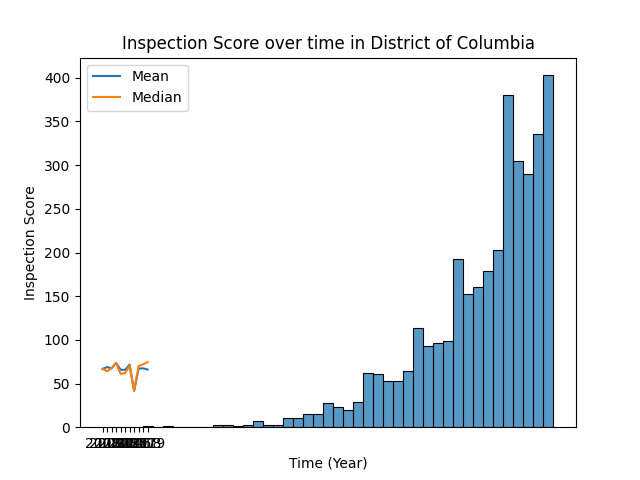 Inspection Score over time in District of Columbia
Mean
Median
400
350
300
250
200
150
100
50
0
Inspection Score
Time (Year)